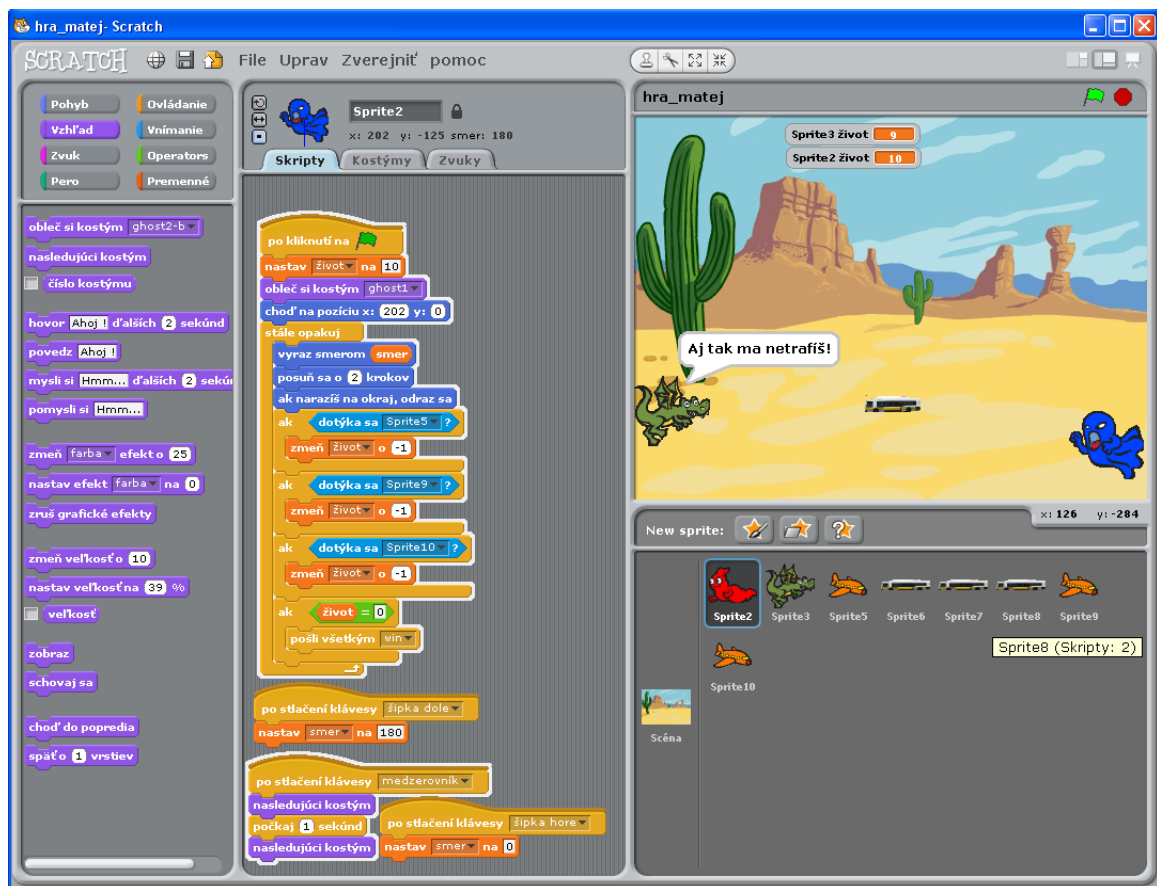 hra_matej- Scratch
SCRATCH File Uprav Zverejniť pomoc
Pohyb Ovládanie
Vzhľad Vnímanie
Zvuk Operators
Pero Premenné
obleč si kostým ghost2-b
nasledujúci kostým
číslo kostýmu
hovor Ahoj ! ďalších 2 sekúnd
povedz Ahoj !
mysli si Hmm... ďalších 2 sekún
pomysli si Hmm...
zmeň farba efekt o 25
nastav efekt farba na 0
zruš grafické efekty
zmeň veľkosť o 10
nastav veľkosť na 39 %
veľkosť
zobraz
schovaj sa
choď do popredia
späť o 1 vrstiev
Sprite2
x: 202 y: -125 smer: 180
Skripty Kostýmy Zvuky
po kliknutí na
nastav život na 10
obleč si kostým ghost1
choď na pozíciu x: 202 y: 0
stále opakuj
vyraz smerom smer
posuň sa o 2 krokov
ak narazíš na okraj, odraz sa
ak dotýka sa Sprite5 ?
zmeň život o -1
ak dotýka sa Sprite9 ?
zmeň život o -1
ak dotýka sa Sprite10 ?
zmeň život o -1
ak život = 0
pošli všetkým win
po stlačení klávesy šípka dole
nastav smer na 180
po stlačení klávesy medzerovník
nasledujúci kostým
počkaj 1 sekúnd
nasledujúci kostým
po stlačení klávesy šípka hore
nastav smer na 0
hra_matej
Sprite3 život 9
Sprite2 život 10
Aj tak ma netrafíš!
x: 126 y: -284
New sprite:
Sprite2 Sprite3 Sprite5 Sprite6 Sprite7 Sprite8 Sprite9
Sprite8 (Skripty: 2)
Sprite10
Scéna